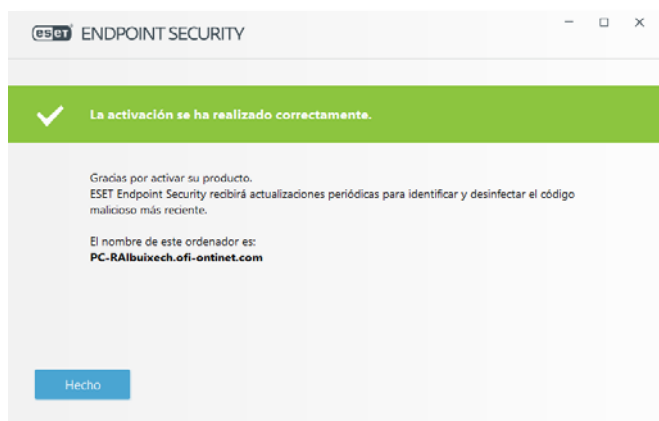 eset ENDPOINT SECURITY
La activación se ha realizado correctamente.
Gracias por activar su producto.
ESET Endpoint Security recibirá actualizaciones periódicas para identificar y desinfectar el código
malicioso más reciente.
El nombre de este ordenador es:
PC-RAlbuixech.ofi-ontinet.com
Hecho